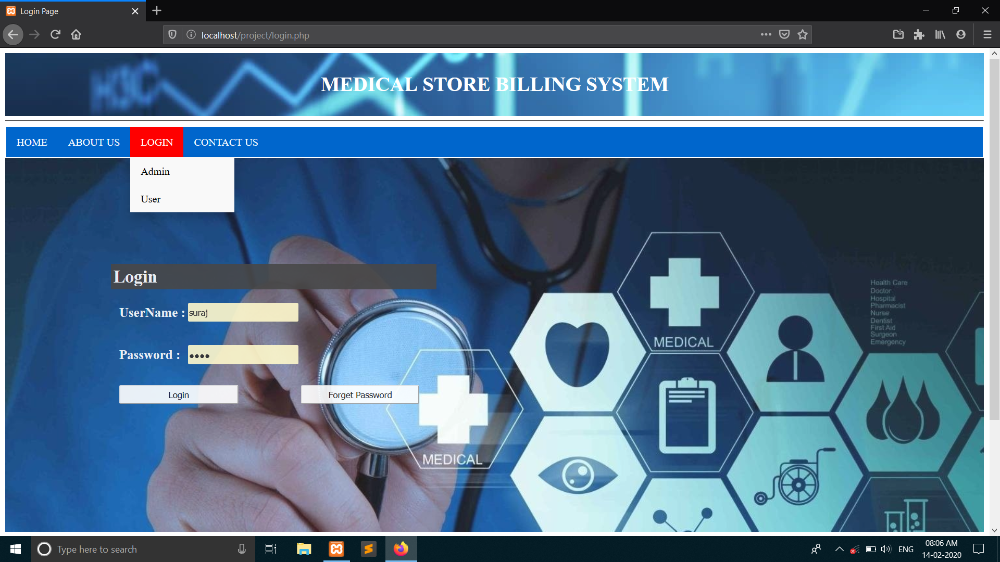 Login Page
localhost/project/login.php
MEDICAL STORE BILLING SYSTEM
HOME ABOUT US LOGIN CONTACT US
Admin
User
Login
UserName : suraj
Password : ••••
Login Forget Password
MEDICAL
MEDICAL
Health Care
Doctor
Hospital
Pharmacist
Nurse
Dentist
First Aid
Surgeon
Emergency
Type here to search
ENG
08:06 AM
14-02-2020